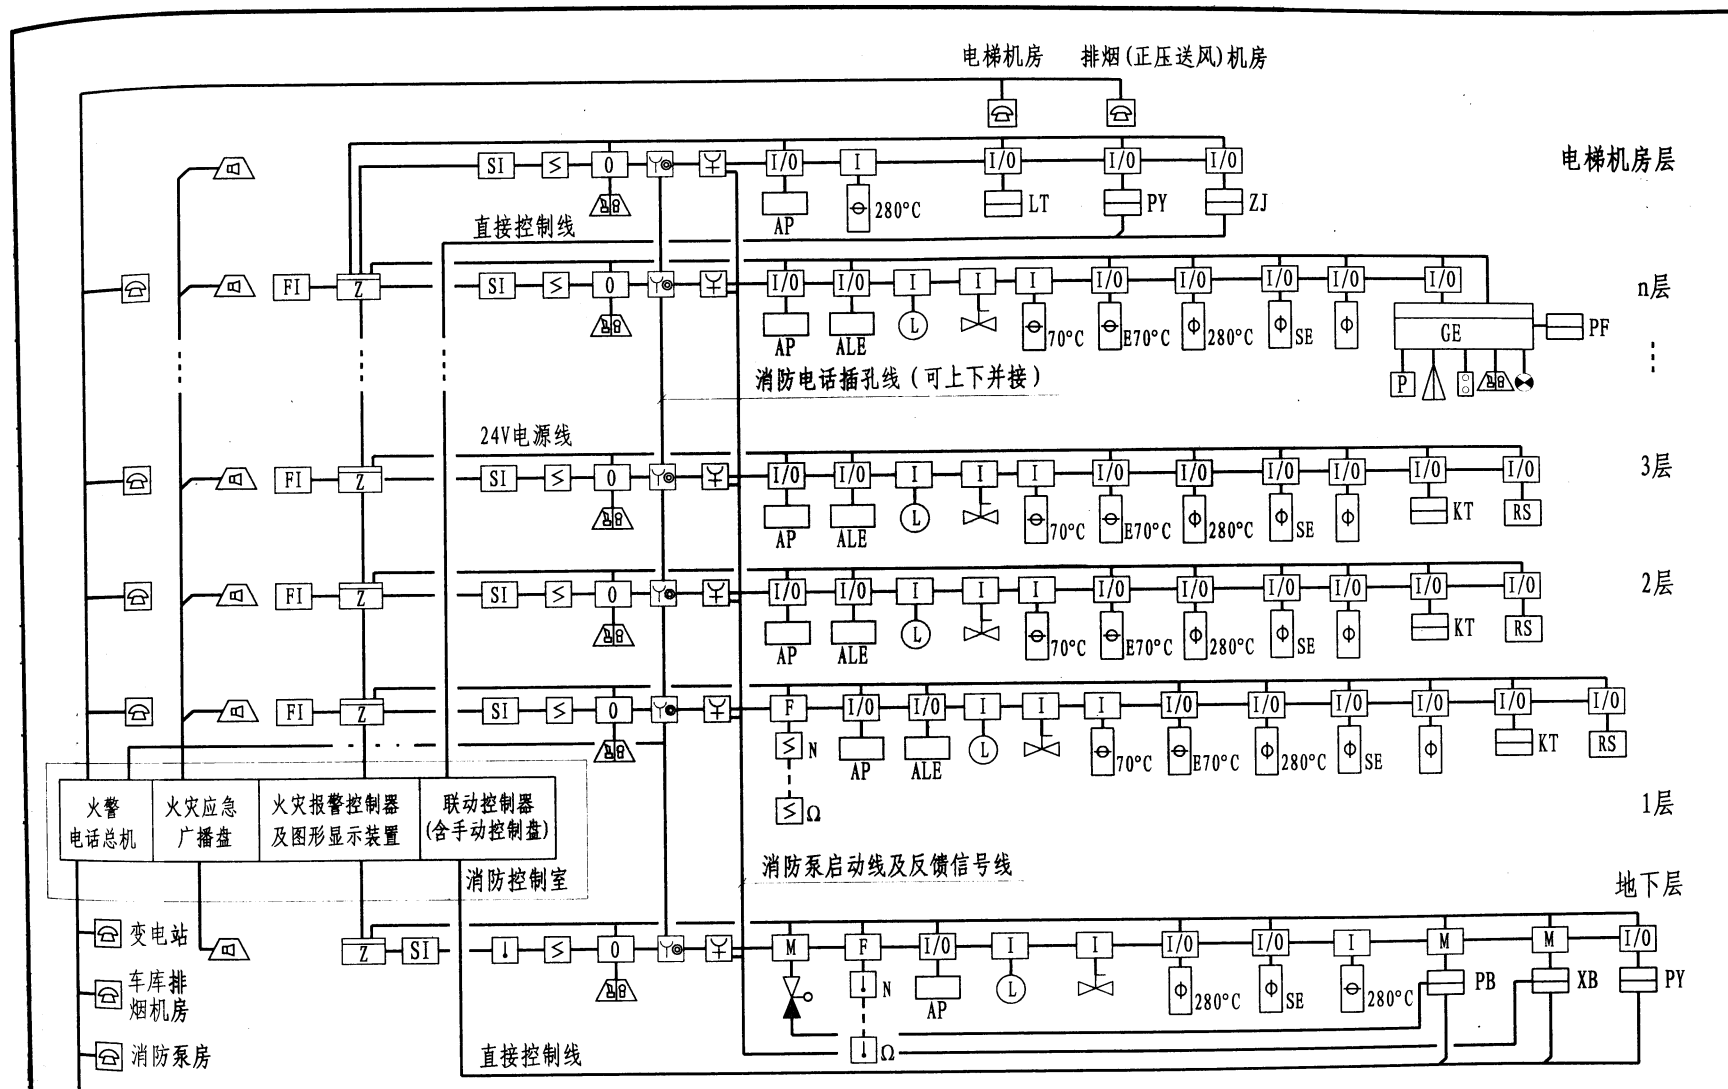 电梯机房 排烟(正压送风)机房
电梯机房层
SI O I/O I I/O I/O I/O
AP 280°C LT PY ZJ
直接控制线
n层
FI Z SI O I/O I/O I I I I/O I/O I/O I/O I/O
AP ALE L 70°C E70°C 280°C SE GE PF
P
消防电话插孔线(可上下并接)
24V电源线
3层
FI Z SI O I/O I/O I I I I/O I/O I/O I/O I/O I/O
AP ALE L 70°C E70°C 280°C SE KT RS
2层
FI Z SI O I/O I/O I I I I/O I/O I/O I/O I/O I/O
AP ALE L 70°C E70°C 280°C SE KT RS
FI Z SI O F I/O I/O I I I I/O I/O I/O I/O I/O I/O
N AP ALE L 70°C E70°C 280°C SE KT RS
Ω
1层
火警
电话总机
火灾应急
广播盘
火灾报警控制器
及图形显示装置
联动控制器
(含手动控制盘)
消防控制室
消防泵启动线及反馈信号线
地下层
Z SI O M F I/O I I I/O I/O I M M I/O
N AP L 280°C SE 280°C PB XB PY
Ω
变电站
车库排
烟机房
消防泵房
直接控制线